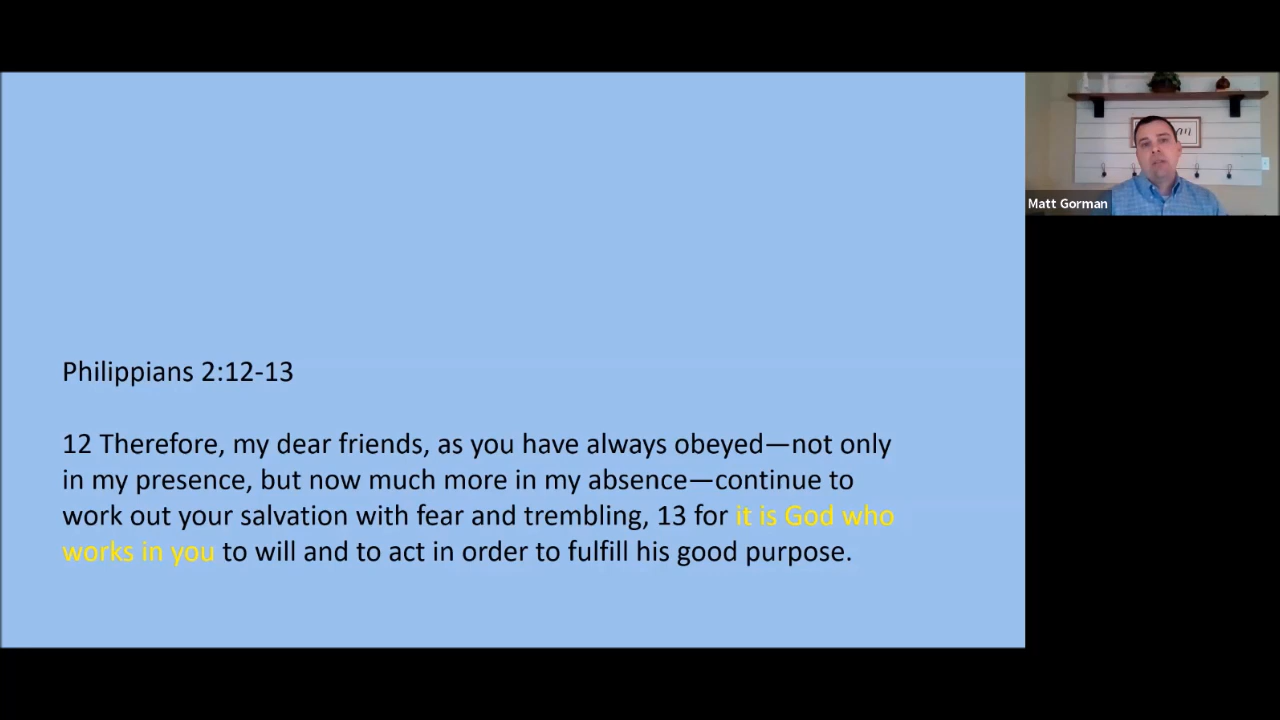 Philippians 2:12-13
12 Therefore, my dear friends, as you have always obeyed—not only
in my presence, but now much more in my absence—continue to
work out your salvation with fear and trembling, 13 for it is God who
works in you to will and to act in order to fulfill his good purpose.
Matt Gorman